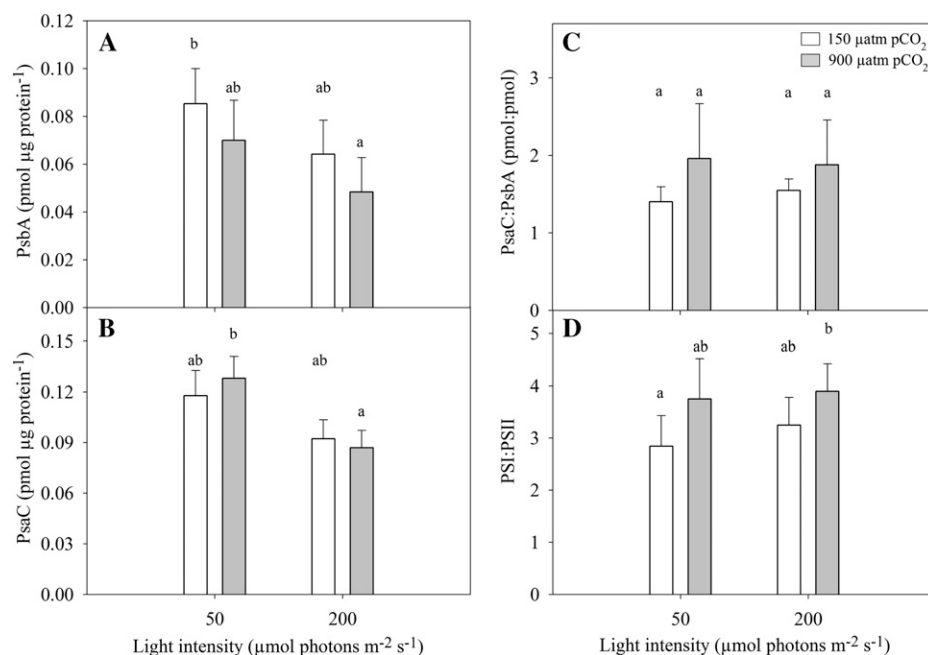 A
PsbA (pmol µg protein⁻¹)
0.12
0.10
0.08
0.06
0.04
0.02
0.00
b
ab
ab
a
B
PsaC (pmol µg protein⁻¹)
0.15
0.12
0.09
0.06
0.03
0.00
ab
b
ab
a
50
200
Light intensity (µmol photons m⁻² s⁻¹)
C
150 µatm pCO₂
900 µatm pCO₂
PsaC:PsbA (pmol:pmol)
3
2
1
0
a
a
a
a
D
PSI:PSII
5
4
3
2
1
0
a
ab
ab
b
50
200
Light intensity (µmol photons m⁻² s⁻¹)